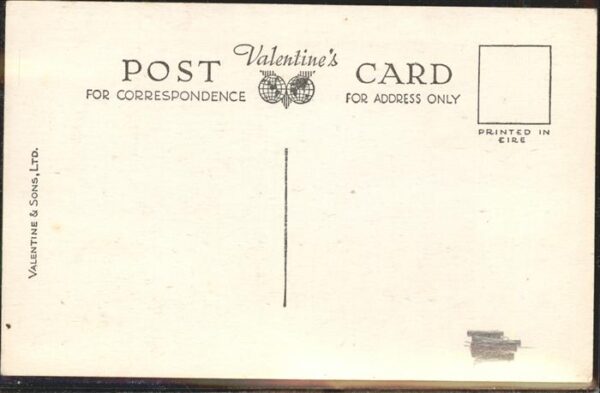 Valentine's
POST CARD
FOR CORRESPONDENCE FOR ADDRESS ONLY
PRINTED IN
EIRE
VALENTINE & SONS, LTD.